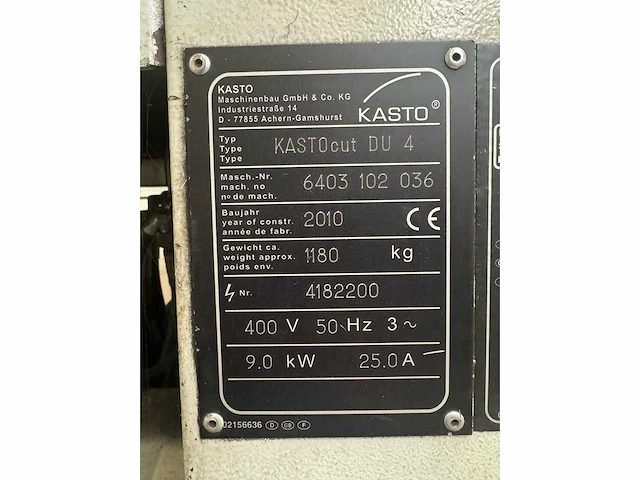 KASTO
Maschinenbau GmbH & Co. KG
Industriestraße 14
D - 77855 Achern-Gamshurst
KASTO®
Typ
Type
Type
KASTOcut DU 4
Masch.-Nr.
mach. no
no de mach.
6403 102 036
Baujahr
year of constr.
année de fabr.
2010
CE
Gewicht ca.
weight approx.
poids env.
1180 kg
Nr. 4182200
400 V 50 Hz 3~
9.0 kW 25.0 A
02156636 D GB F